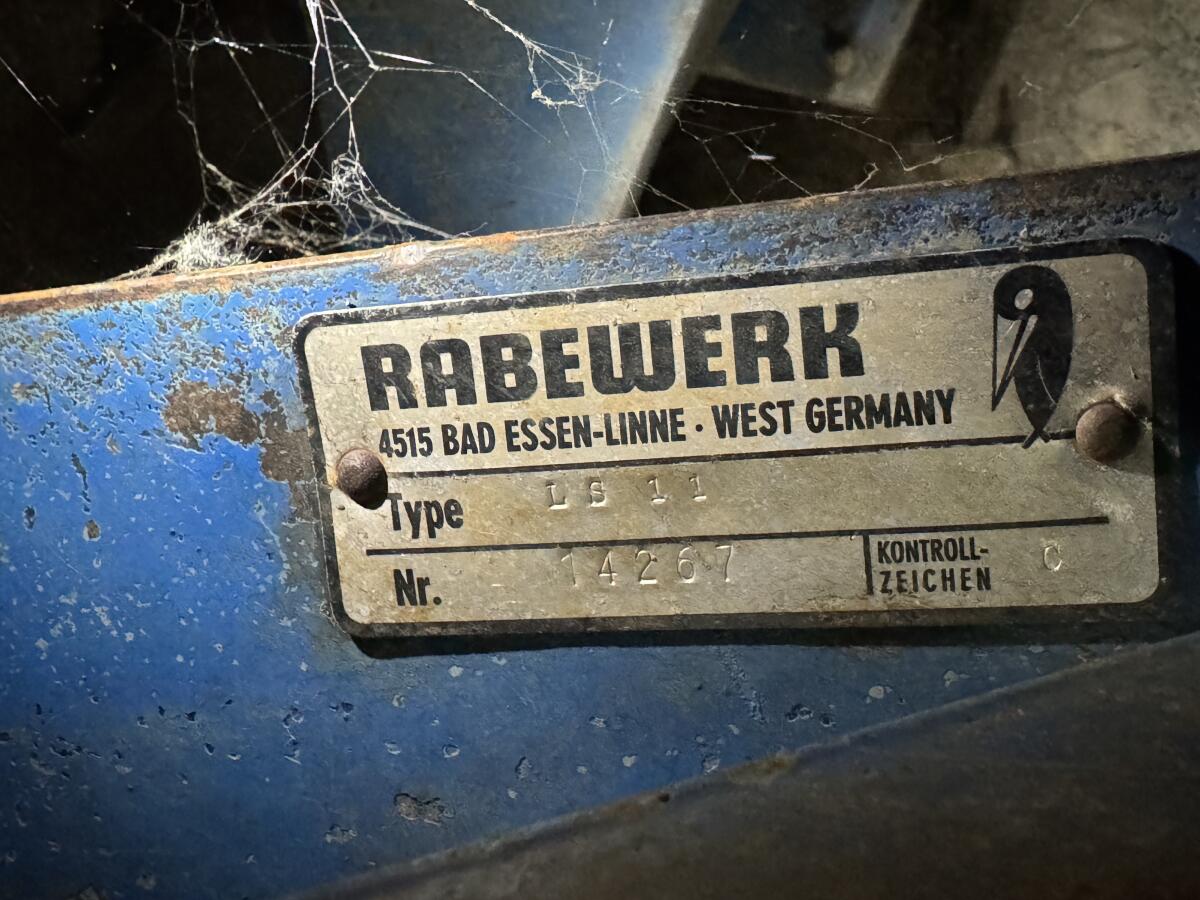 RABEWERK
4515 BAD ESSEN-LINNE · WEST GERMANY
Type LS 11
Nr. 14267 KONTROLL-
ZEICHEN C